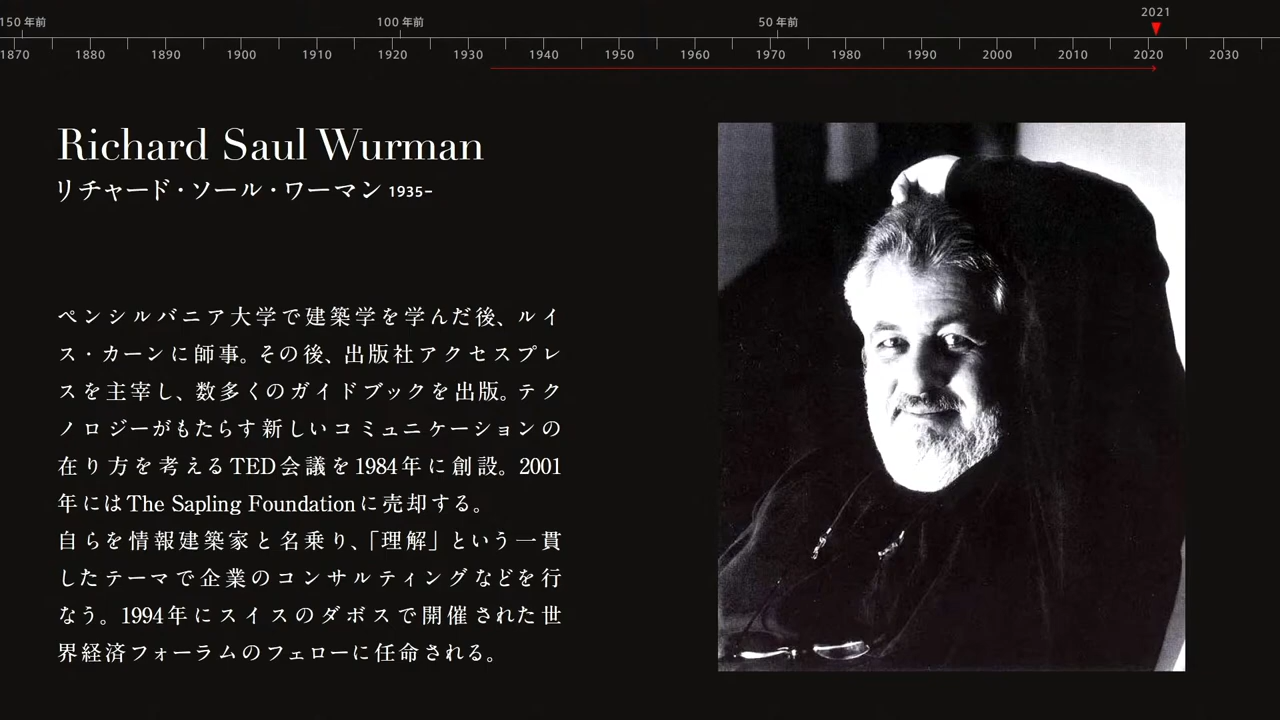 150 年前
100 年前
50 年前
2021
1870 1880 1890 1900 1910 1920 1930 1940 1950 1960 1970 1980 1990 2000 2010 2020 2030
Richard Saul Wurman
リチャード・ソール・ワーマン 1935–
ペンシルバニア大学で建築学を学んだ後、ルイ
ス・カーンに師事。その後、出版社アクセスプレ
スを主宰し、数多くのガイドブックを出版。テク
ノロジーがもたらす新しいコミュニケーションの
在り方を考えるTED会議を1984年に創設。2001
年にはThe Sapling Foundationに売却する。
自らを情報建築家と名乗り、「理解」という一貫
したテーマで企業のコンサルティングなどを行
なう。1994年にスイスのダボスで開催された世
界経済フォーラムのフェローに任命される。